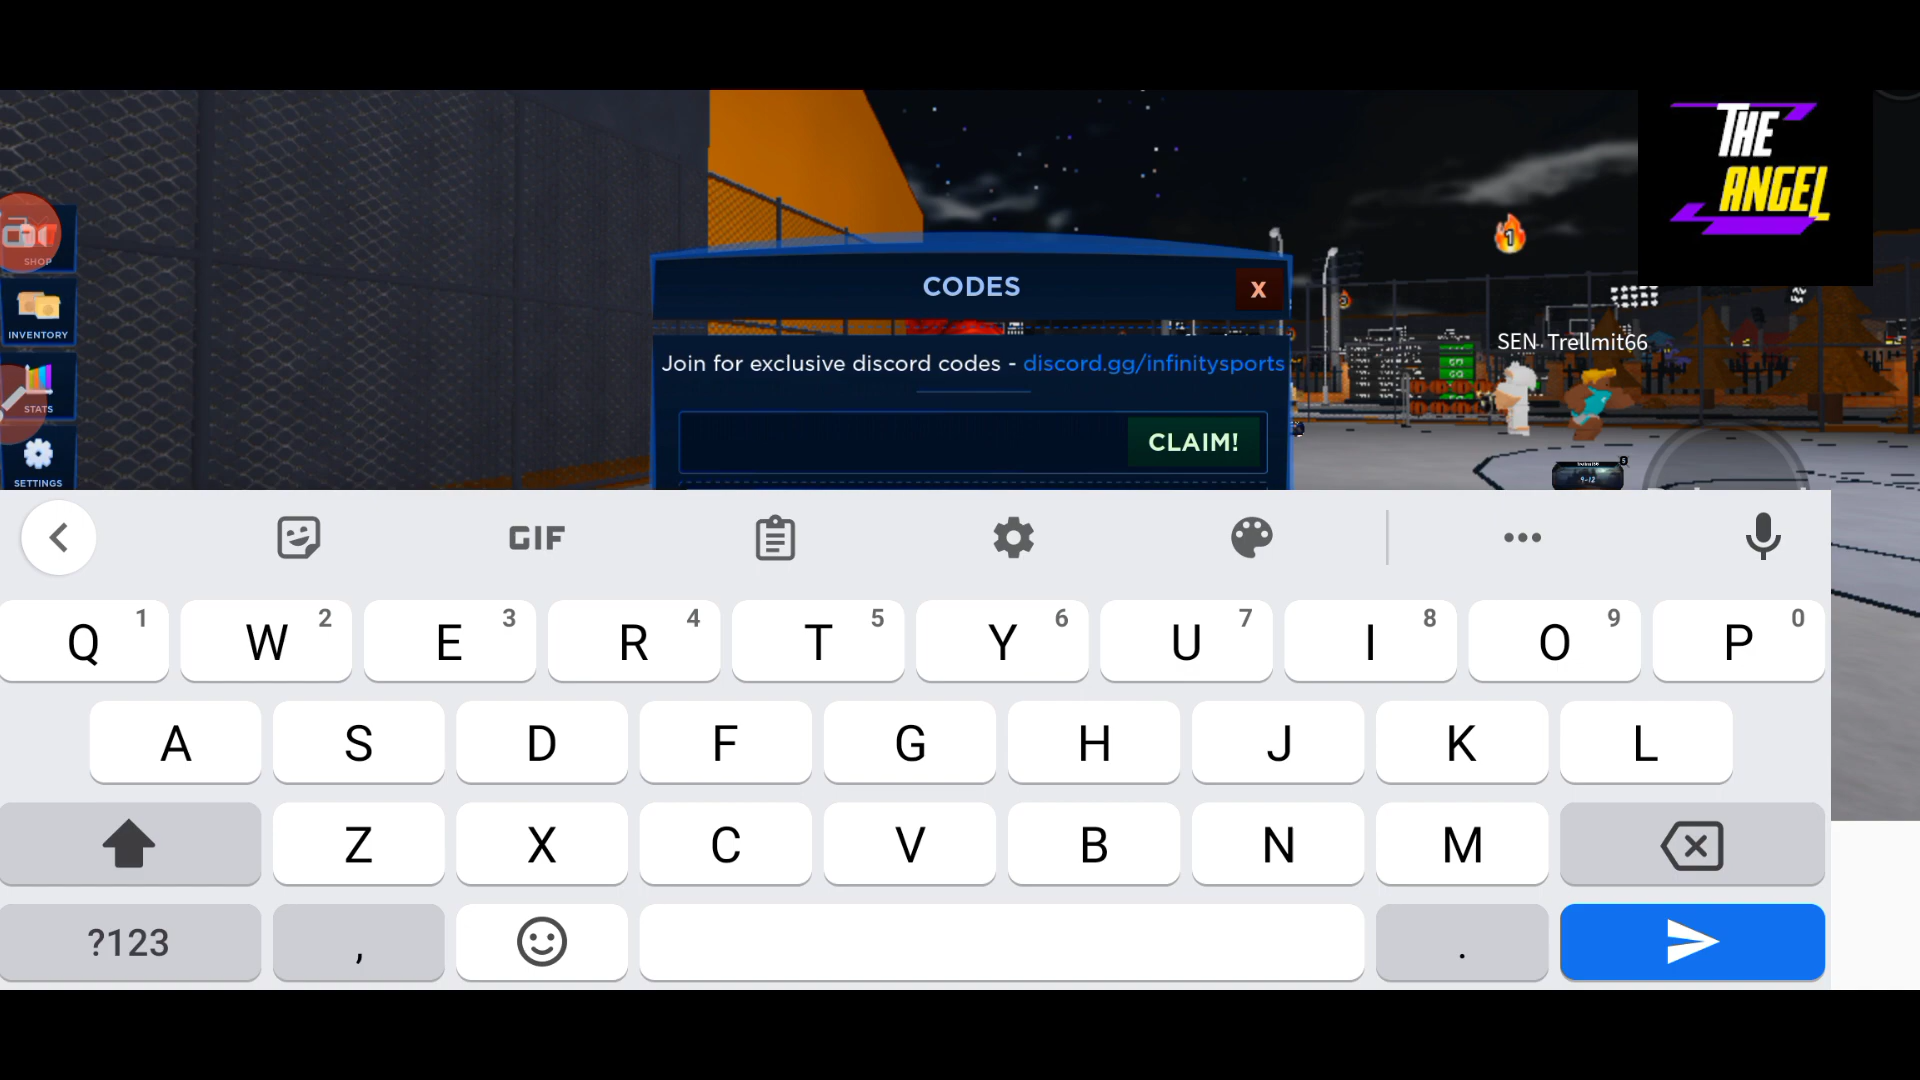 THE
ANGEL
SHOP
INVENTORY
STATS
SETTINGS
1
CODES
X
Join for exclusive discord codes - discord.gg/infinitysports
CLAIM!
SEN Trellmit66
GIF
Q 1 W 2 E 3 R 4 T 5 Y 6 U 7 I 8 O 9 P 0
A S D F G H J K L
Z X C V B N M
?123 , .